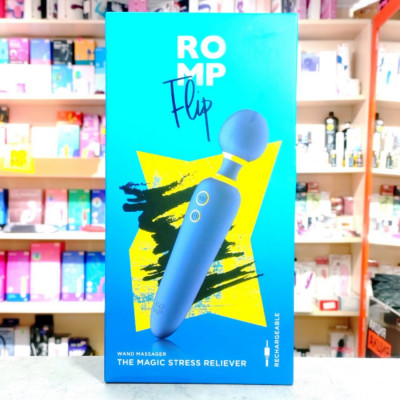 RO
MP
Flip
WAND MASSAGER
THE MAGIC STRESS RELIEVER
RECHARGEABLE